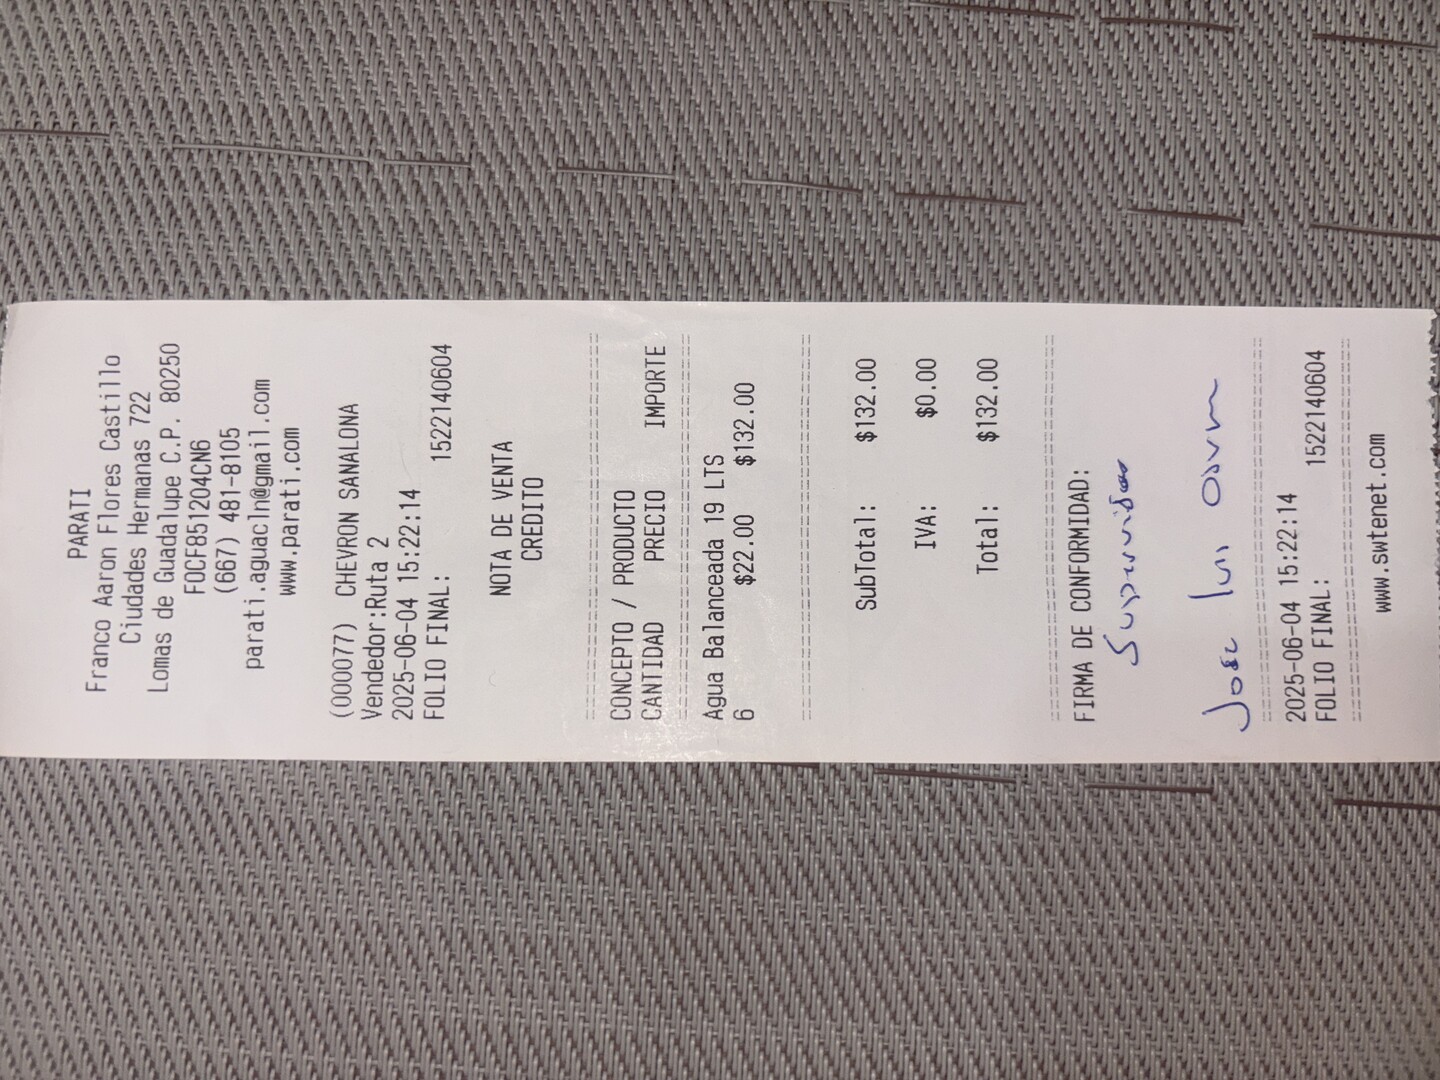 PARATI
Franco:Aaron Flores Castillo
Ciudades Hermanas 722
Lomas de Guadalupe C.P. 80250
FOCF851204CN6
(667) 481-8105
parati.aguacln@gmail.com
www.parati.com
(000077) CHEVRON SANALONA
Vendedor:Ruta 2
2025-06-04 15:22:14
FOLIO FINAL: 1522140604
NOTA DE VENTA
CREDITO
CONCEPTO / PRODUCTO
CANTIDAD PRECIO IMPORTE
Agua Balanceada 19 LTS
6 $22.00 $132.00
SubTotal: $132.00
IVA: $0.00
Total: $132.00
FIRMA DE CONFORMIDAD:
Supervisor
Jose luis
2025-06-04 15:22:14
FOLIO FINAL: 1522140604
www.swtenet.com